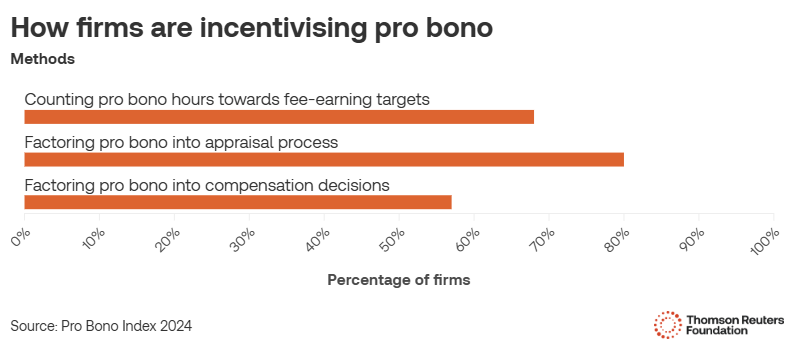 How firms are incentivising pro bono
Methods
Counting pro bono hours towards fee-earning targets
Factoring pro bono into appraisal process
Factoring pro bono into compensation decisions
0% 10% 20% 30% 40% 50% 60% 70% 80% 90% 100%
Percentage of firms
Source: Pro Bono Index 2024
Thomson Reuters
Foundation